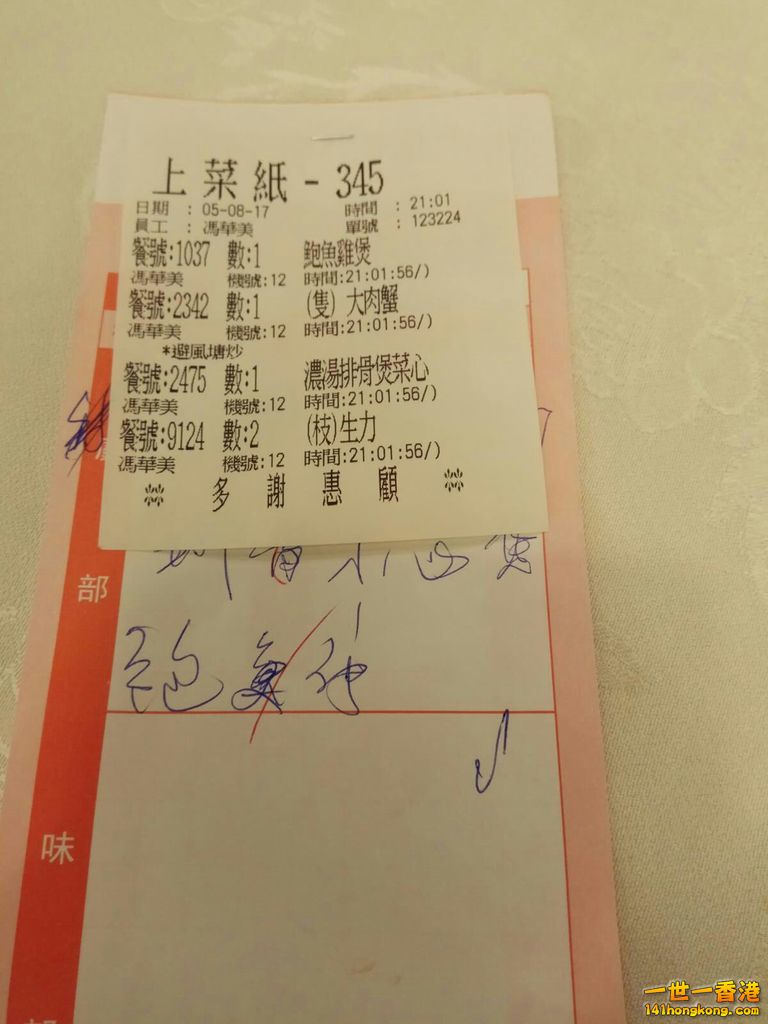 上菜紙 - 345
日期 : 05-08-17 時間 : 21:01
員工 : 馮華美 單號 : 123224
餐號:1037 數:1 鮑魚雞煲
馮華美 機號:12 時間:21:01:56/)
餐號:2342 數:1 (隻) 大肉蟹
馮華美 機號:12 時間:21:01:56/)
*避風塘炒
餐號:2475 數:1 濃湯排骨煲菜心
馮華美 機號:12 時間:21:01:56/)
餐號:9124 數:2 (枝)生力
馮華美 機號:12 時間:21:01:56/)
多謝惠顧
部
味
一世一香港
141hongkong.com